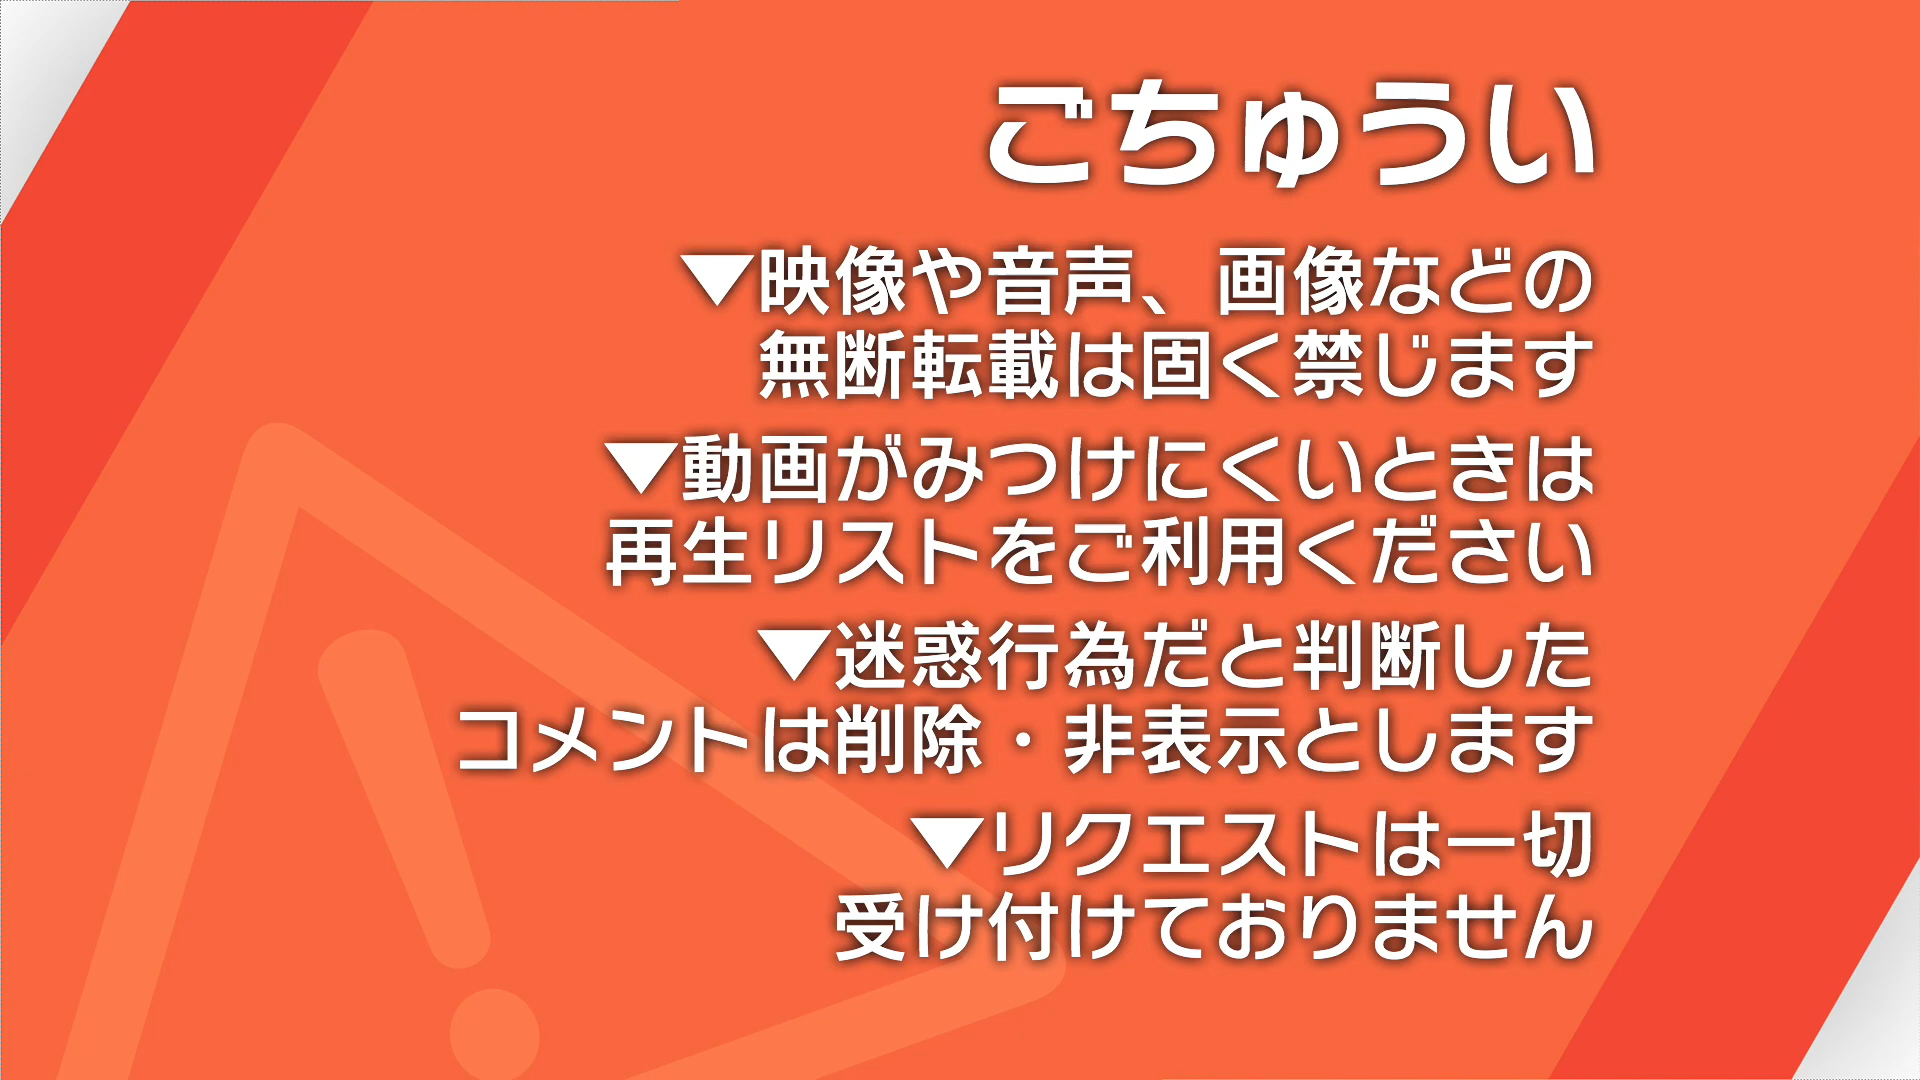 ごちゅうい
▼映像や音声、画像などの
無断転載は固く禁じます
▼動画がみつけにくいときは
再生リストをご利用ください
▼迷惑行為だと判断した
コメントは削除・非表示とします
▼リクエストは一切
受け付けておりません